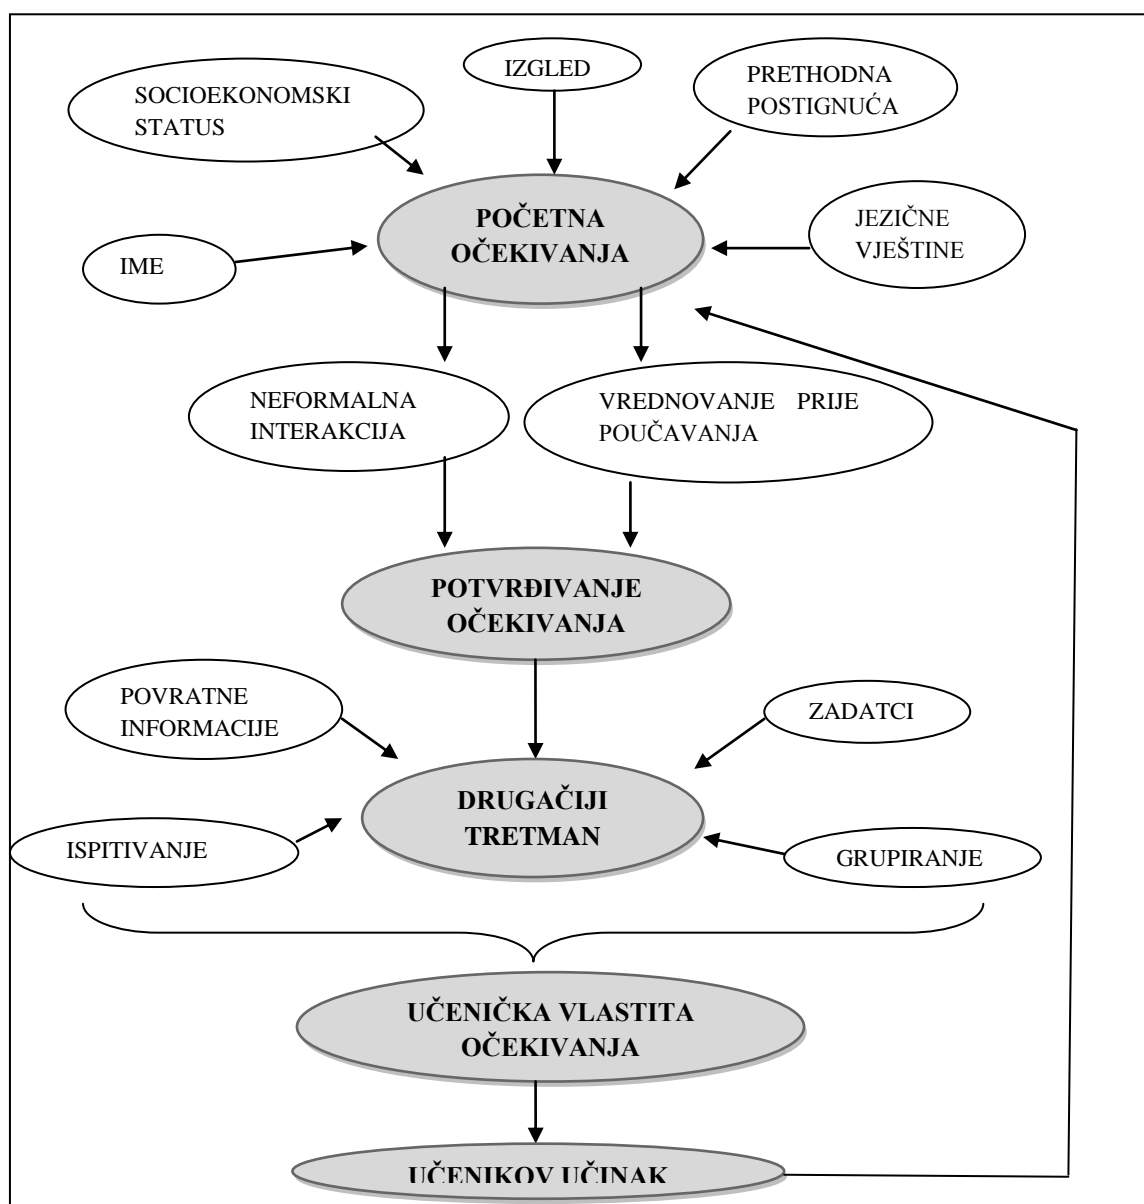 IZGLED
PRETHODNA
POSTIGNUĆA
SOCIOEKONOMSKI
STATUS
POČETNA
OČEKIVANJA
JEZIČNE
VJEŠTINE
IME
NEFORMALNA
INTERAKCIJA
VREDNOVANJE PRIJE
POUČAVANJA
POTVRĐIVANJE
OČEKIVANJA
POVRATNE
INFORMACIJE
ZADATCI
DRUGAČIJI
TRETMAN
ISPITIVANJE
GRUPIRANJE
UČENIČKA VLASTITA
OČEKIVANJA
UČENIKOV UČINAK